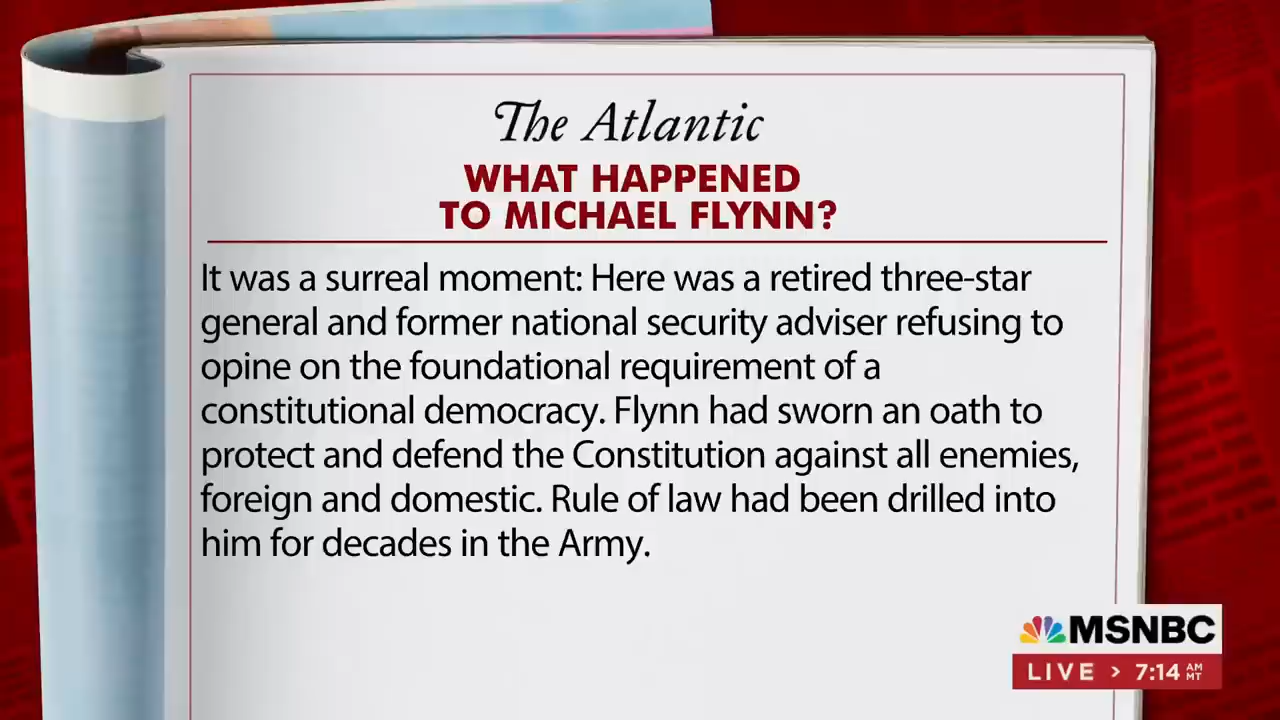 The Atlantic
WHAT HAPPENED
TO MICHAEL FLYNN?
It was a surreal moment: Here was a retired three-star
general and former national security adviser refusing to
opine on the foundational requirement of a
constitutional democracy. Flynn had sworn an oath to
protect and defend the Constitution against all enemies,
foreign and domestic. Rule of law had been drilled into
him for decades in the Army.
MSNBC
LIVE > 7:14 AM MT